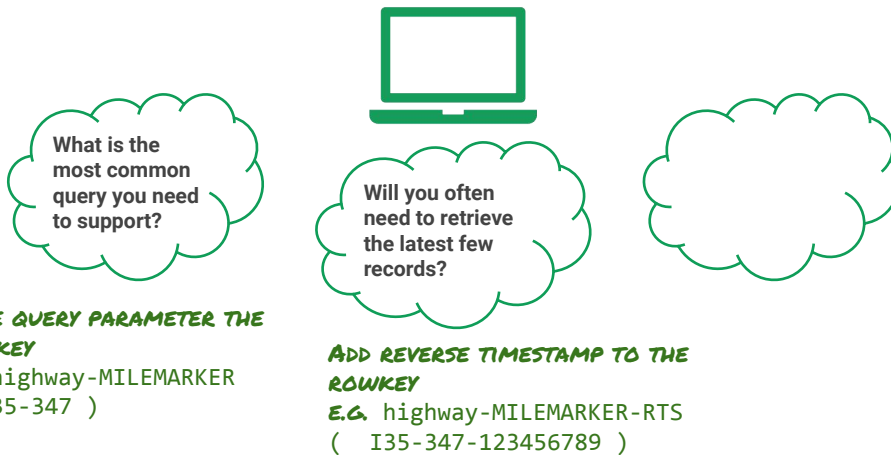 What is the
most common
query you need
to support?
Will you often
need to retrieve
the latest few
records?
QUERY PARAMETER THE
highway-MILEMARKER
35-347 )
ADD REVERSE TIMESTAMP TO THE
ROWKEY
E.G. highway-MILEMARKER-RTS
( I35-347-123456789 )